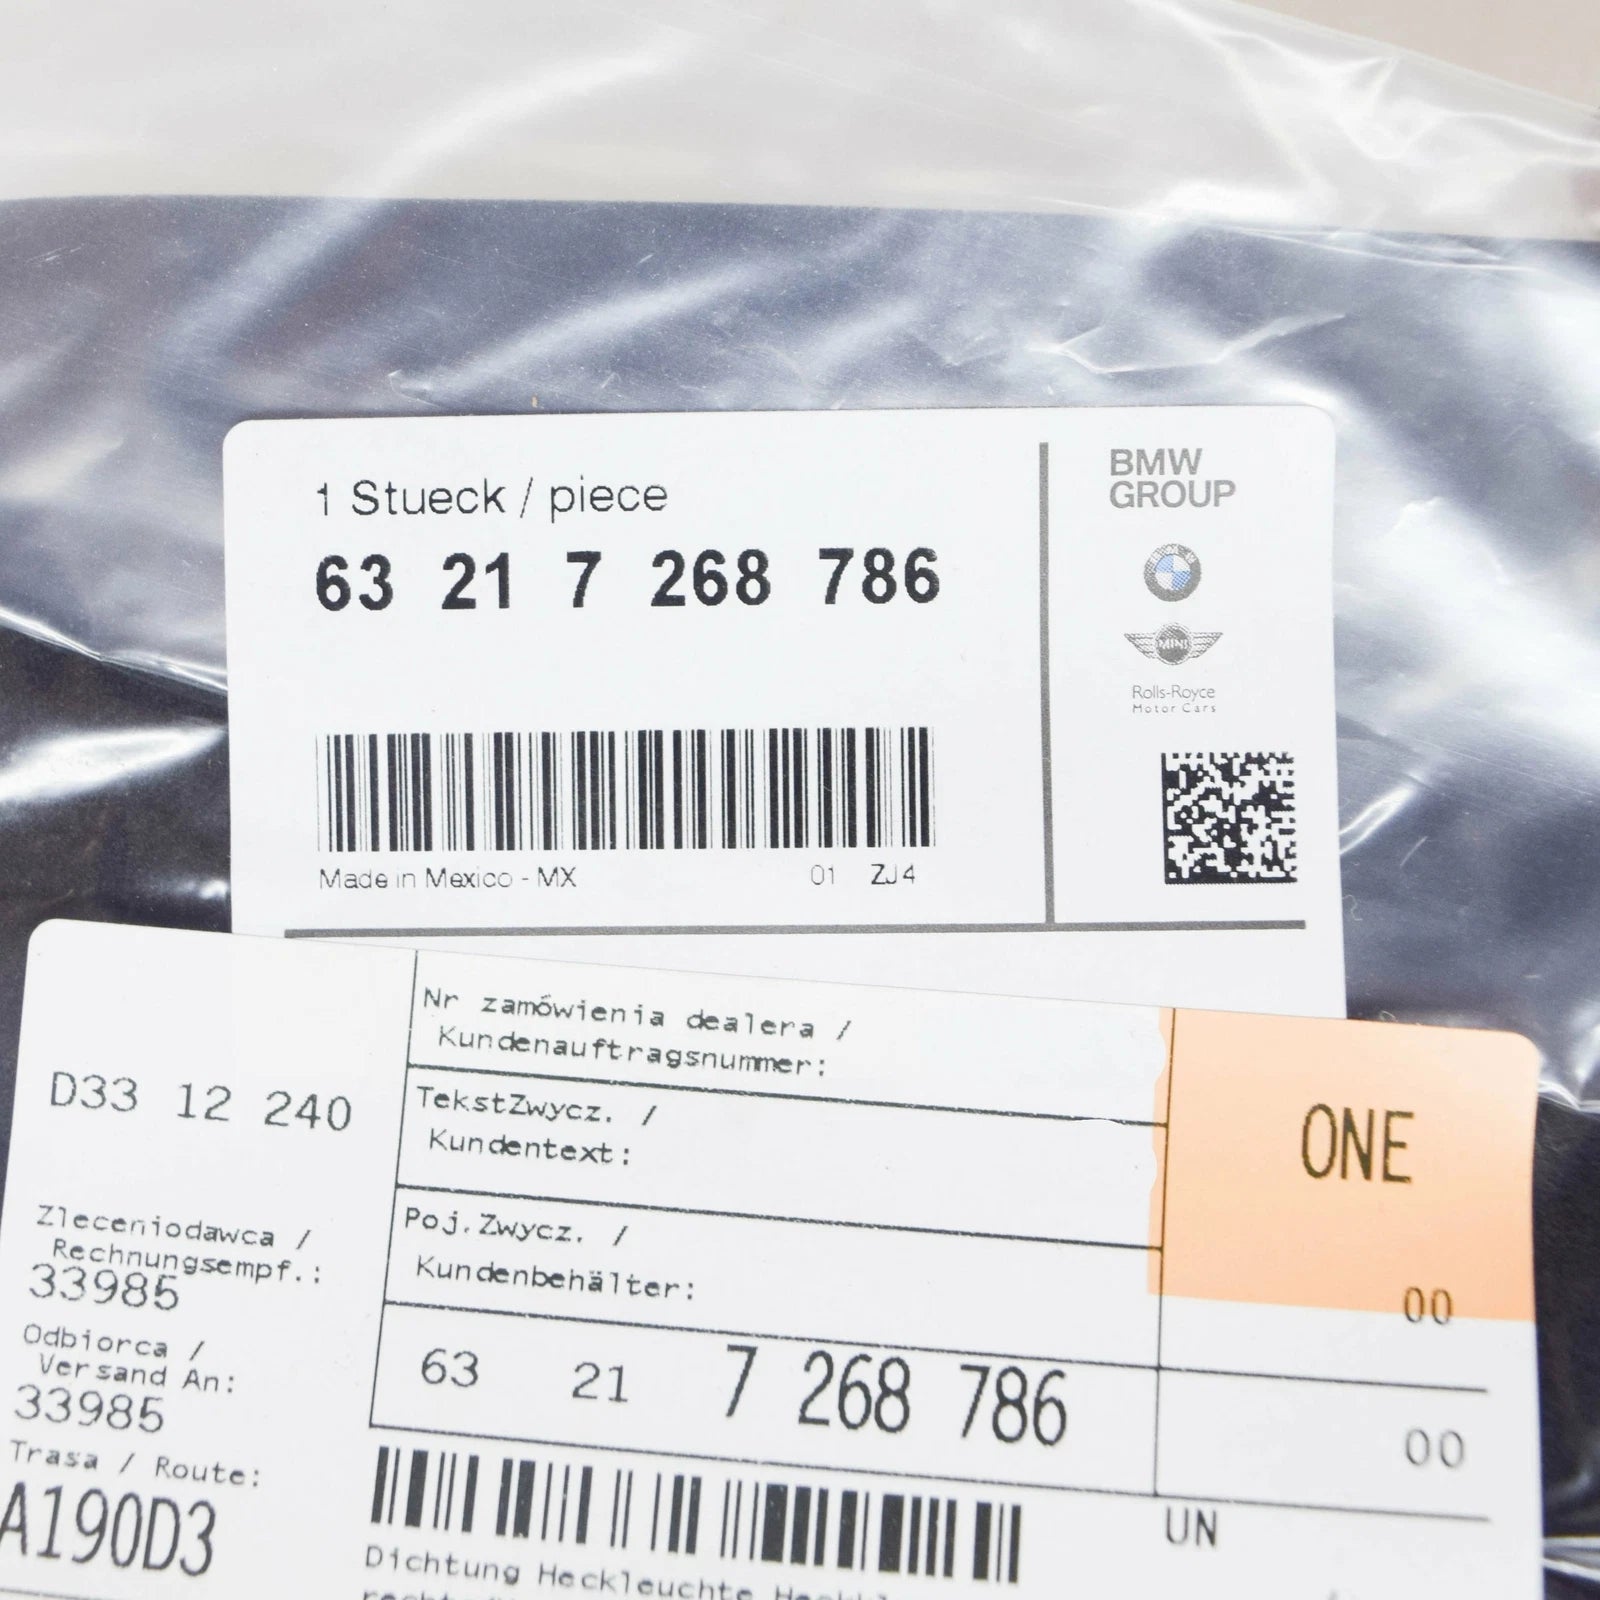 1 Stueck / piece
63 21 7 268 786
BMW
GROUP
MINI
Rolls-Royce
Motor Cars
Made in Mexico - MX 01 ZJ4
D33 12 240
Nr zamówienia dealera /
Kundenauftragsnummer:
TekstZwycz. /
Kundentext:
Poj.Zwycz. /
Kundenbehälter:
ONE
00
Zleceniodawca /
Rechnungsempf.:
33985
Odbiorca /
Versand An:
33985
Trasa / Route:
A190D3
63 21 7 268 786
00
UN
Dichtung Heckleuchte